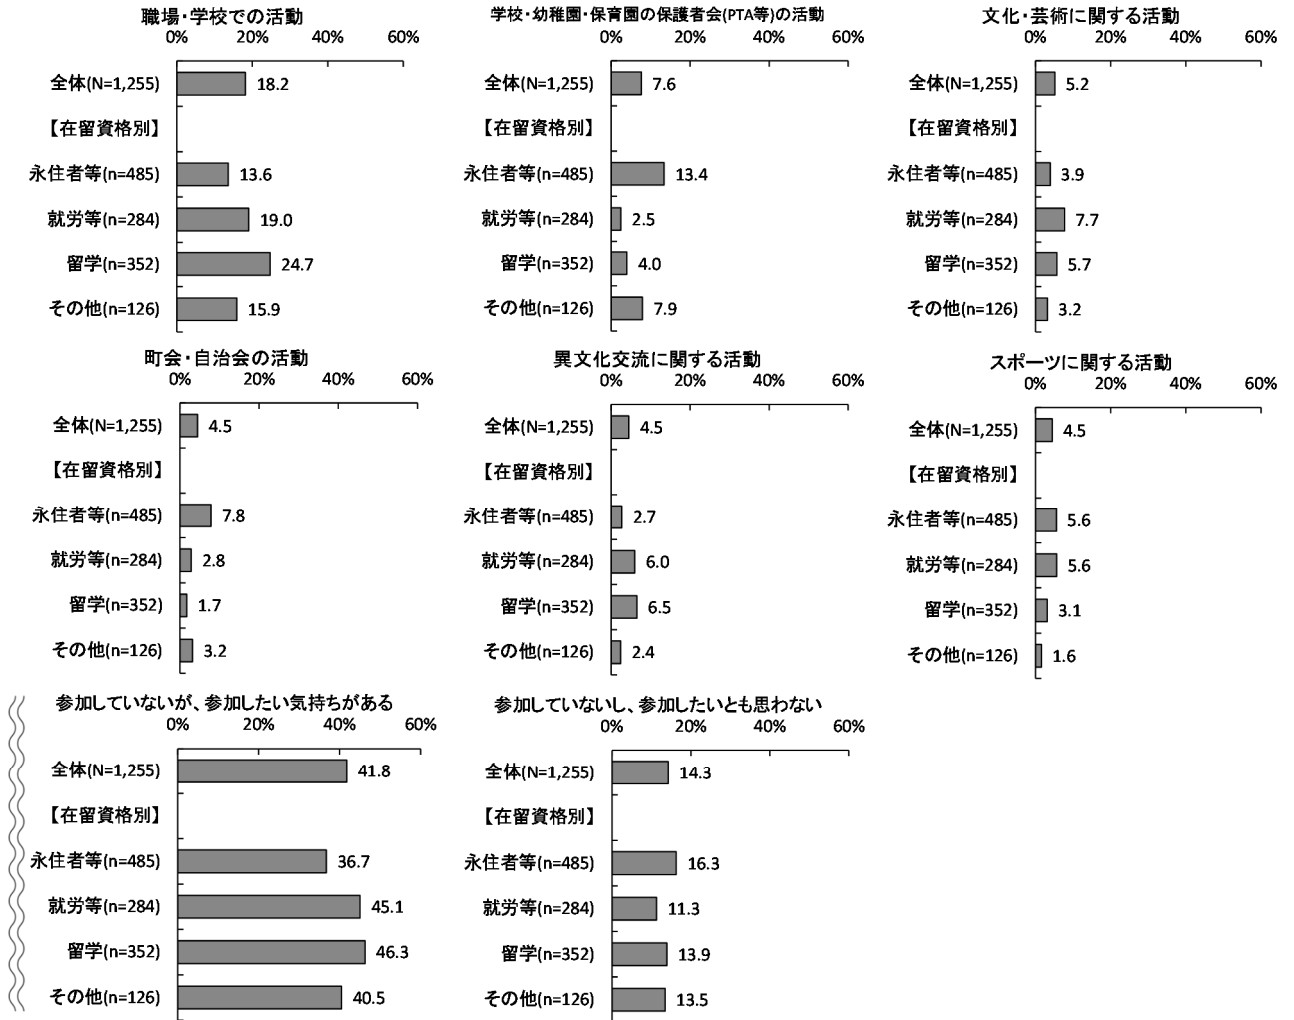 職場・学校での活動
0% 20% 40% 60%
全体(N=1,255) 18.2
【在留資格別】
永住者等(n=485) 13.6
就労等(n=284) 19.0
留学(n=352) 24.7
その他(n=126) 15.9
学校・幼稚園・保育園の保護者会(PTA等)の活動
0% 20% 40% 60%
全体(N=1,255) 7.6
【在留資格別】
永住者等(n=485) 13.4
就労等(n=284) 2.5
留学(n=352) 4.0
その他(n=126) 7.9
文化・芸術に関する活動
0% 20% 40% 60%
全体(N=1,255) 5.2
【在留資格別】
永住者等(n=485) 3.9
就労等(n=284) 7.7
留学(n=352) 5.7
その他(n=126) 3.2
町会・自治会の活動
0% 20% 40% 60%
全体(N=1,255) 4.5
【在留資格別】
永住者等(n=485) 7.8
就労等(n=284) 2.8
留学(n=352) 1.7
その他(n=126) 3.2
異文化交流に関する活動
0% 20% 40% 60%
全体(N=1,255) 4.5
【在留資格別】
永住者等(n=485) 2.7
就労等(n=284) 6.0
留学(n=352) 6.5
その他(n=126) 2.4
スポーツに関する活動
0% 20% 40% 60%
全体(N=1,255) 4.5
【在留資格別】
永住者等(n=485) 5.6
就労等(n=284) 5.6
留学(n=352) 3.1
その他(n=126) 1.6
参加していないが、参加したい気持ちがある
0% 20% 40% 60%
全体(N=1,255) 41.8
【在留資格別】
永住者等(n=485) 36.7
就労等(n=284) 45.1
留学(n=352) 46.3
その他(n=126) 40.5
参加していないし、参加したいとも思わない
0% 20% 40% 60%
全体(N=1,255) 14.3
【在留資格別】
永住者等(n=485) 16.3
就労等(n=284) 11.3
留学(n=352) 13.9
その他(n=126) 13.5